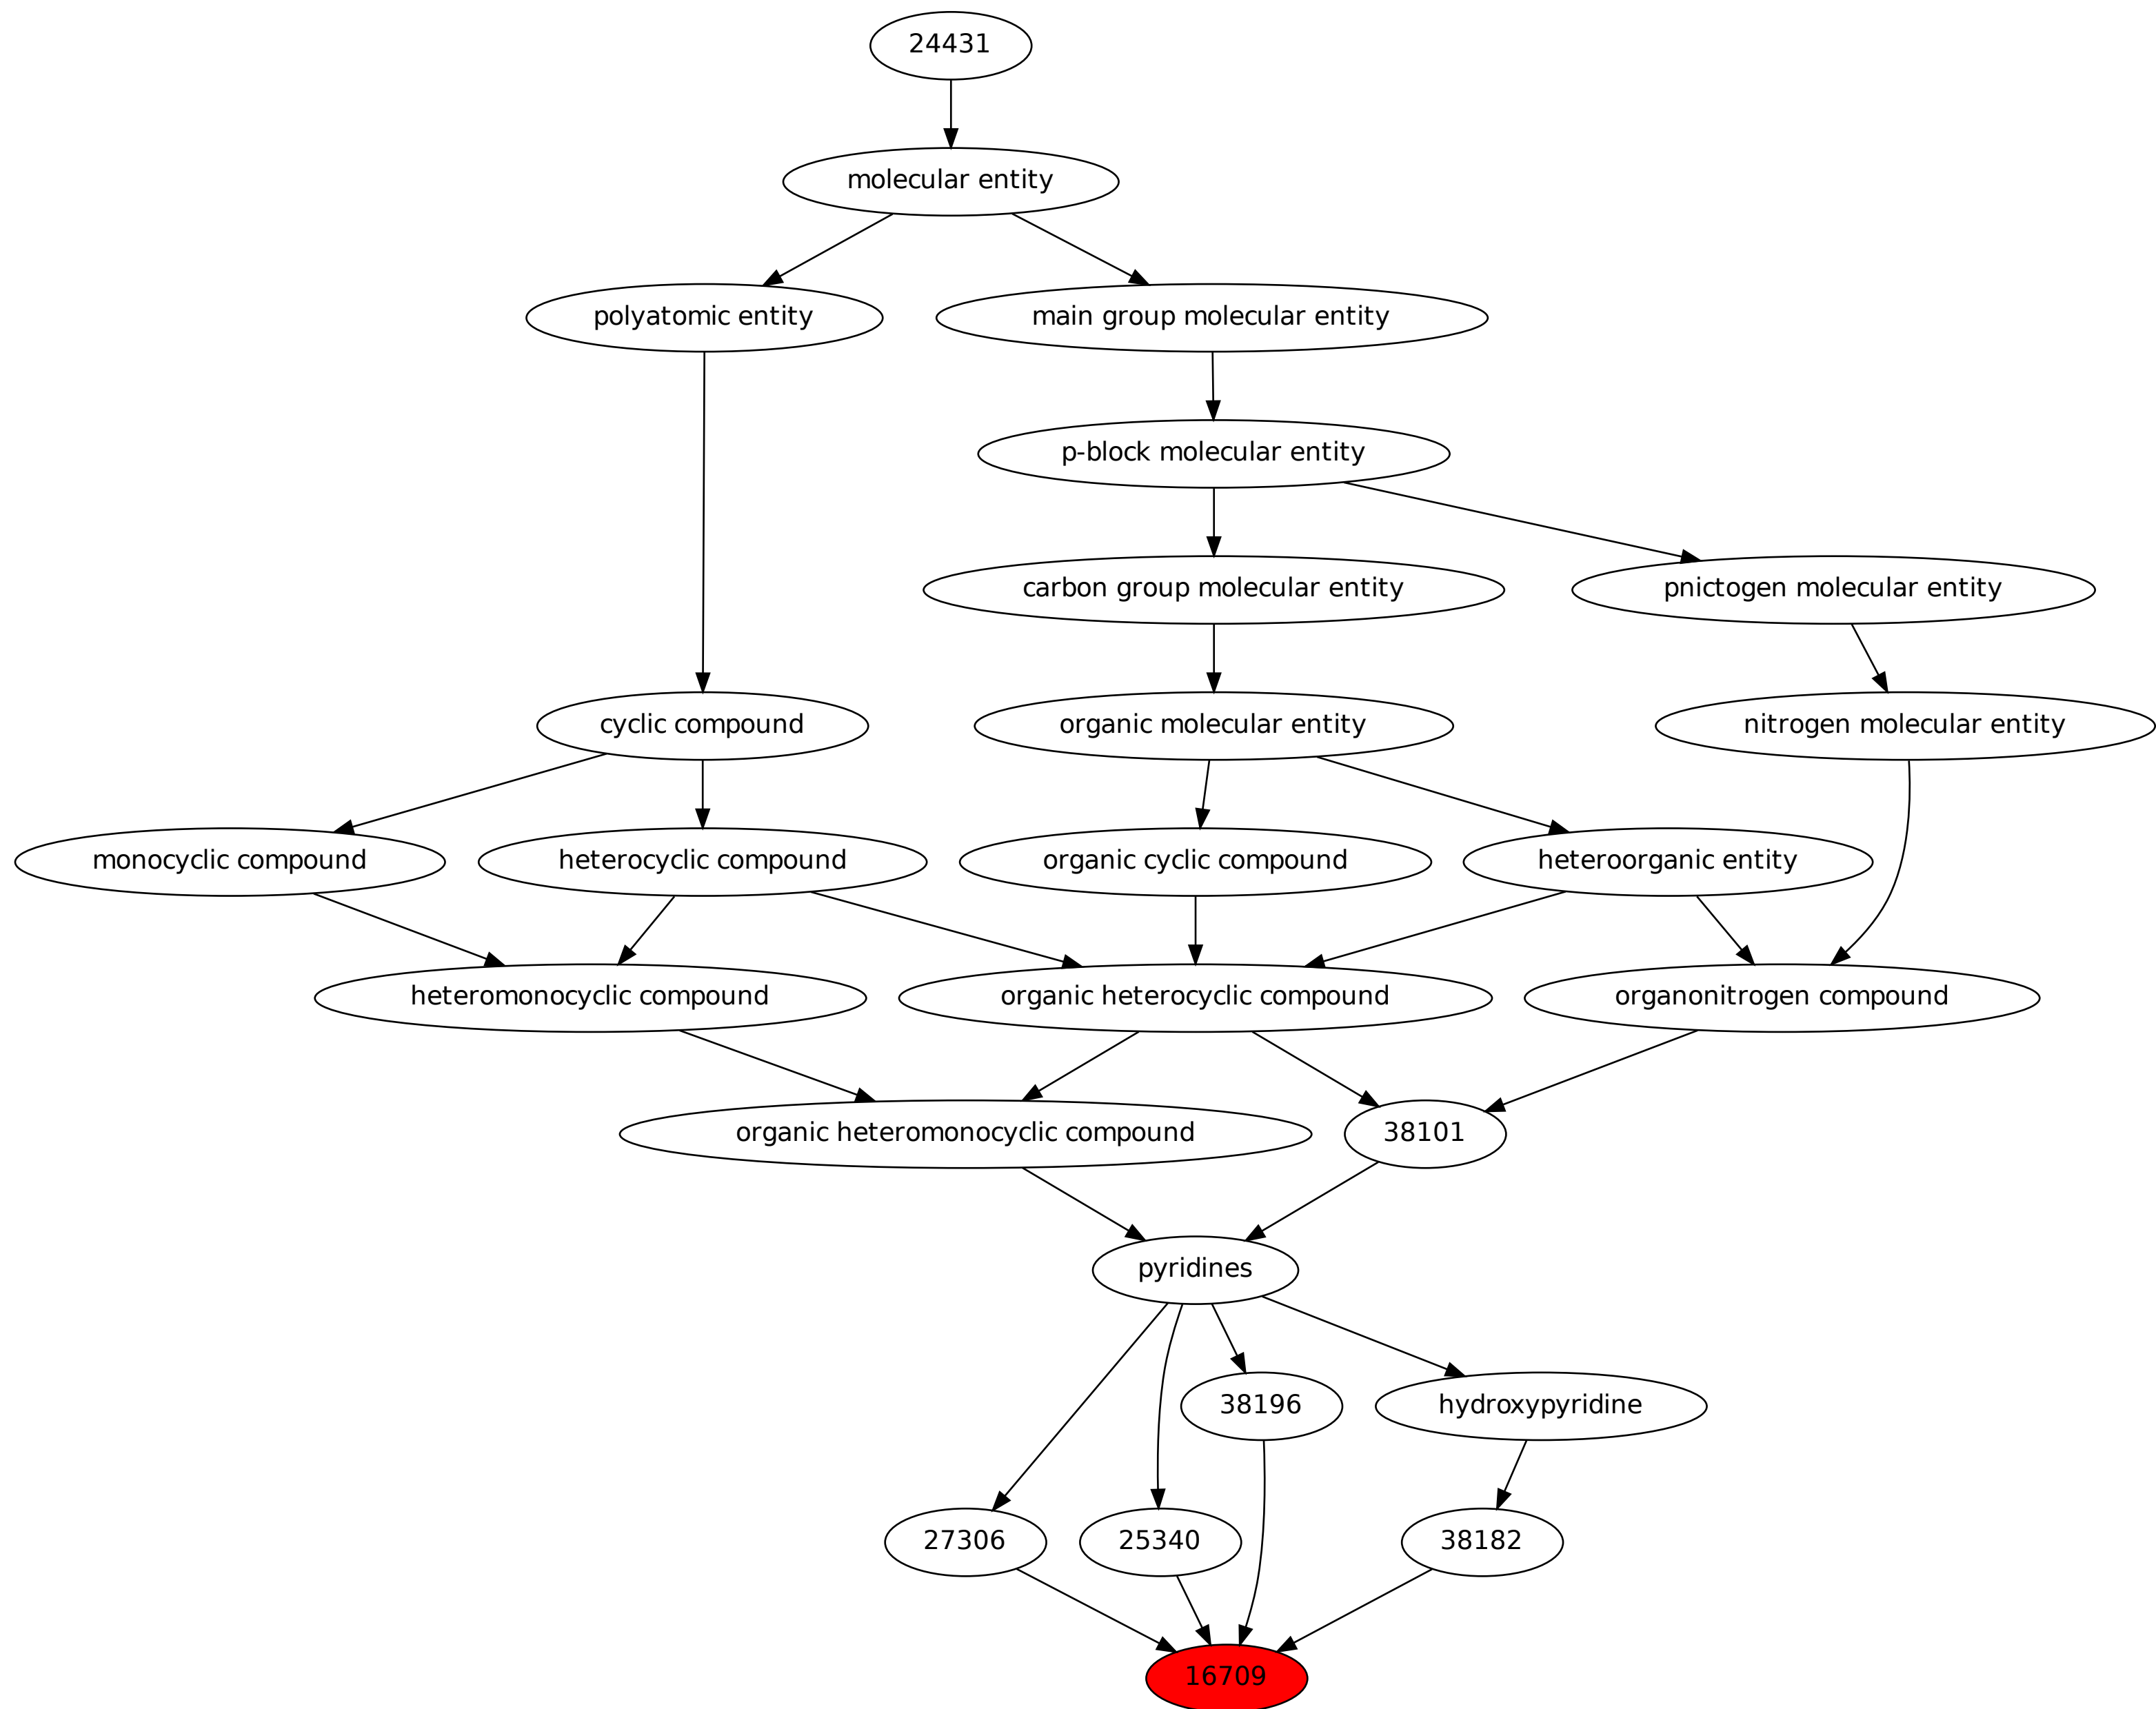 24431
molecular entity
polyatomic entity
main group molecular entity
p-block molecular entity
carbon group molecular entity
pnictogen molecular entity
cyclic compound
organic molecular entity
nitrogen molecular entity
monocyclic compound
heterocyclic compound
organic cyclic compound
heteroorganic entity
heteromonocyclic compound
organic heterocyclic compound
organonitrogen compound
organic heteromonocyclic compound
38101
pyridines
38196
hydroxypyridine
27306
25340
38182
16709